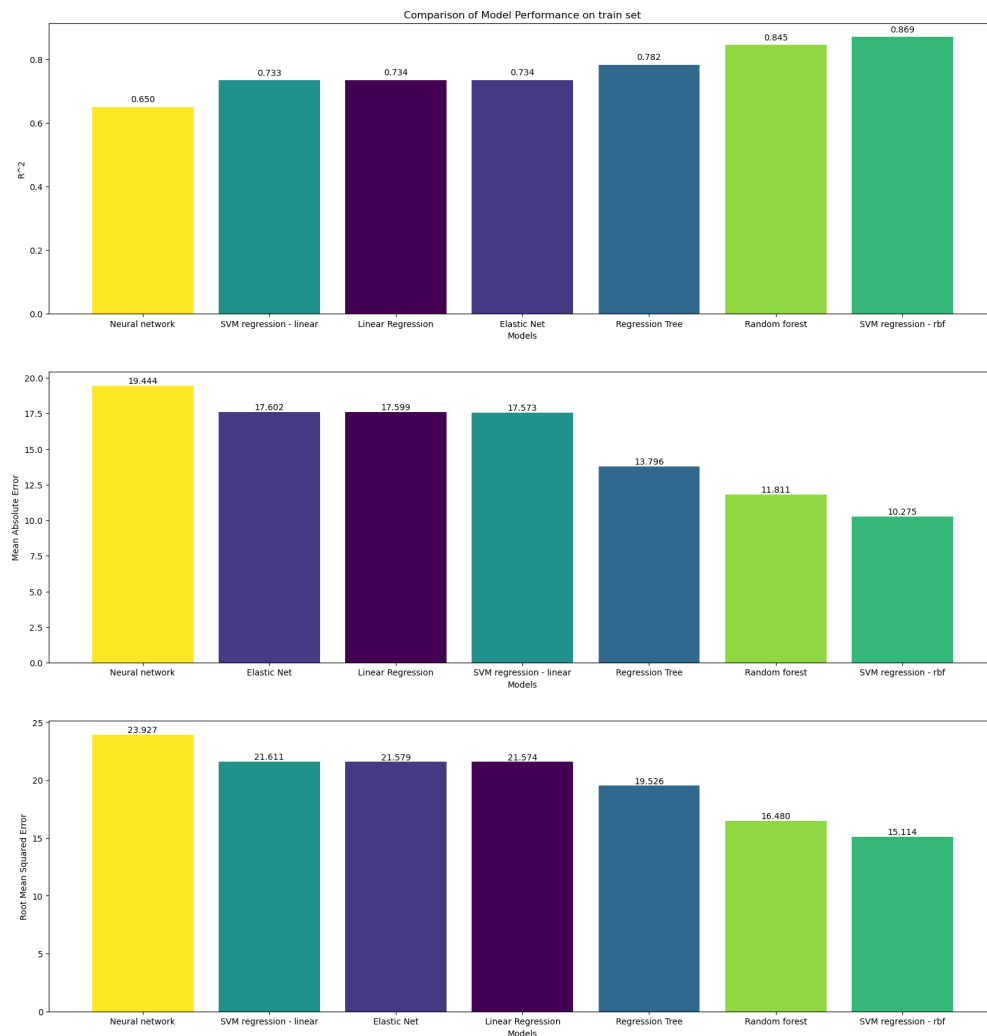 Comparison of Model Performance on train set
0.869
0.845
0.782
0.733 0.734 0.734
0.650
0.8
0.6
0.4
0.2
0.0
R^2
Neural network SVM regression - linear Linear Regression Elastic Net Regression Tree Random forest SVM regression - rbf
Models
19.444
17.602 17.599 17.573
13.796
11.811
10.275
20.0
17.5
15.0
12.5
10.0
7.5
5.0
2.5
0.0
Mean Absolute Error
Neural network Elastic Net Linear Regression SVM regression - linear Regression Tree Random forest SVM regression - rbf
Models
23.927
21.611 21.579 21.574
19.526
16.480
15.114
25
20
15
10
5
0
Root Mean Squared Error
Neural network SVM regression - linear Elastic Net Linear Regression Regression Tree Random forest SVM regression - rbf
Models